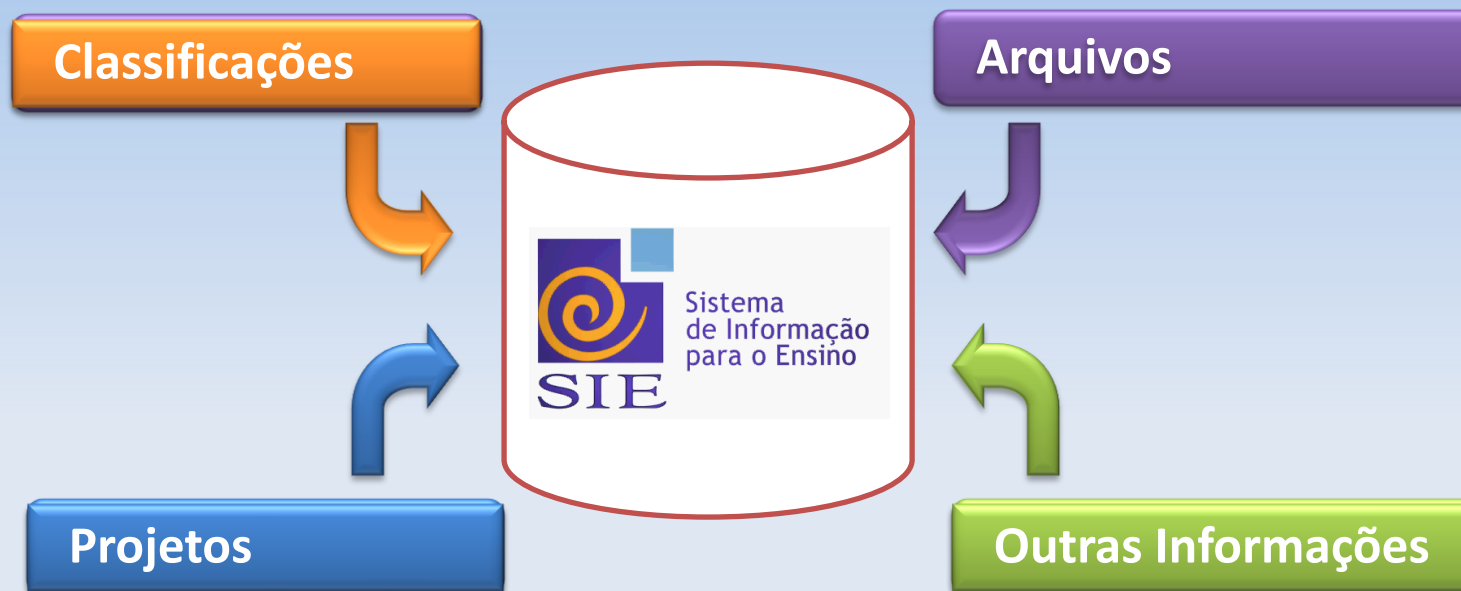 Classificações
Arquivos
Sistema
de Informação
para o Ensino
SIE
Projetos
Outras Informações